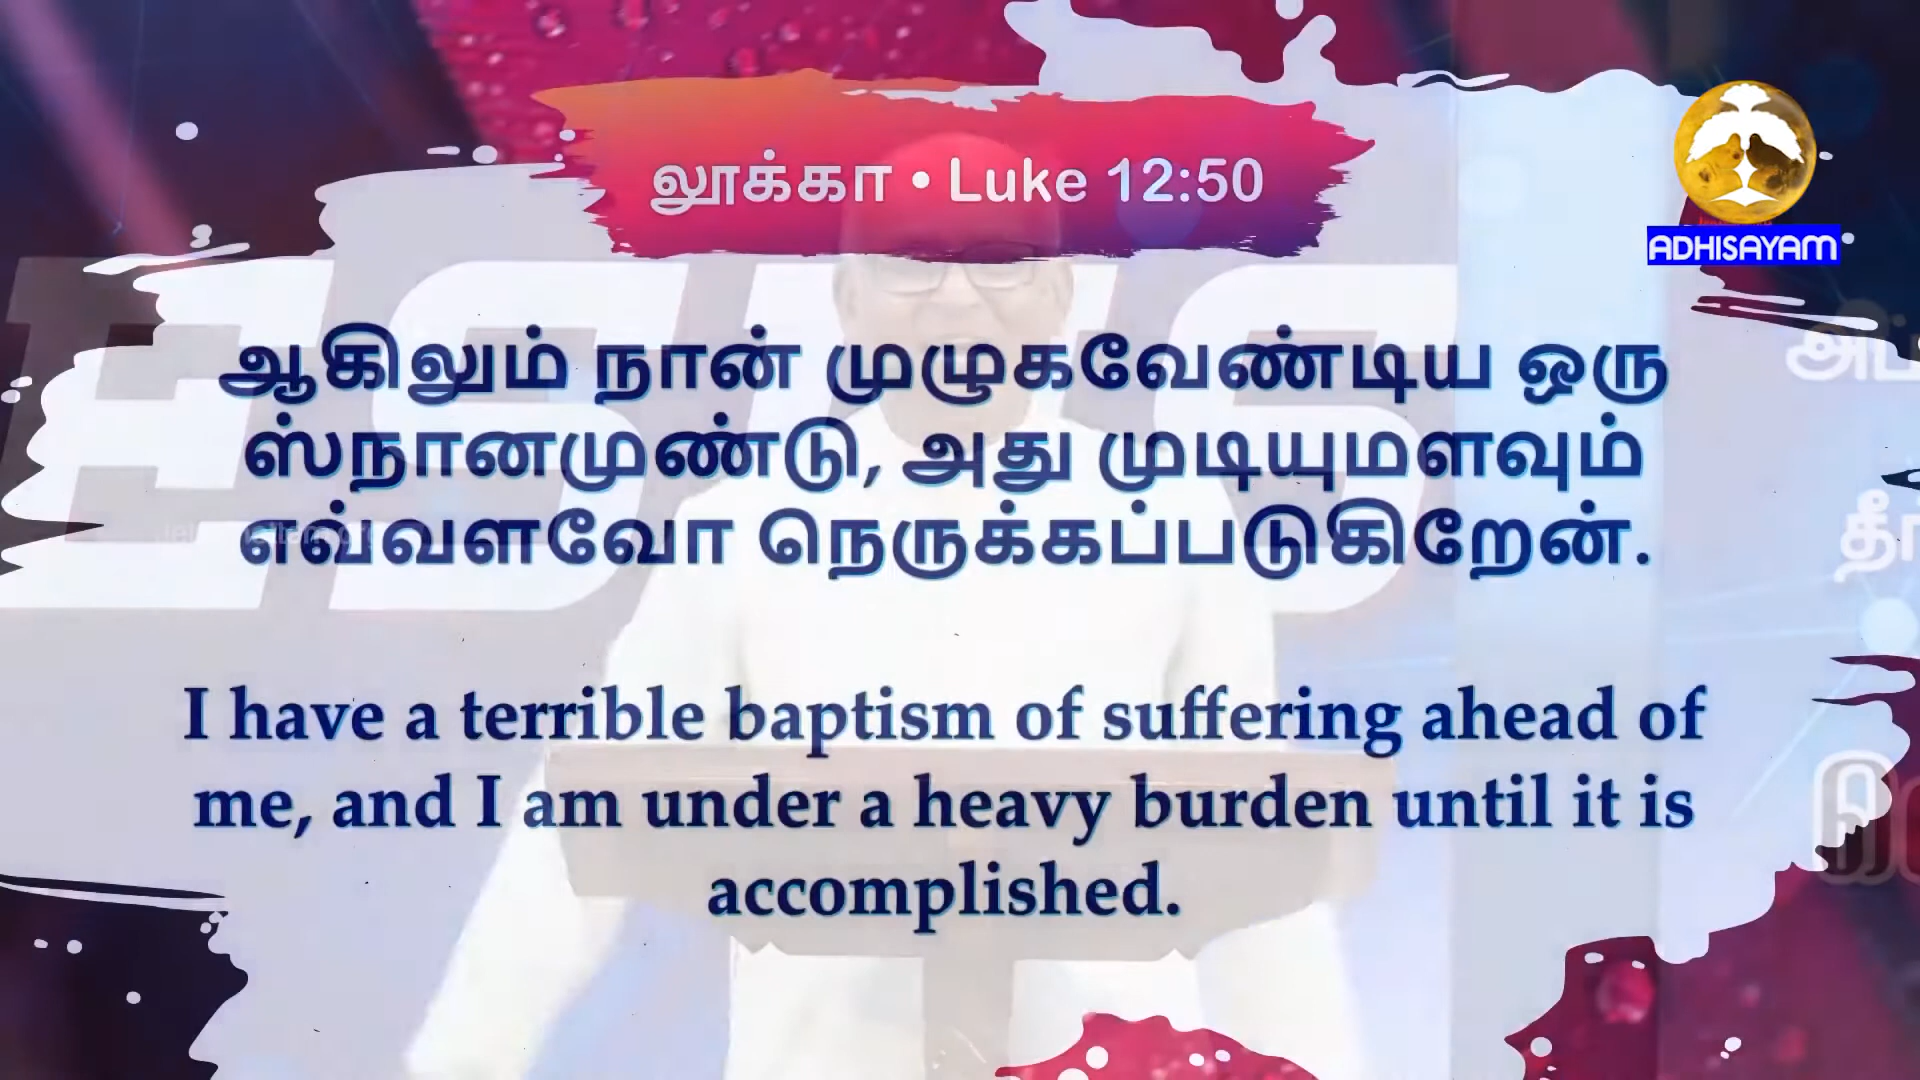 லூக்கா • Luke 12:50
ADHISAYAM
ESUS
ஆகிலும் நான் முழுகவேண்டிய ஒரு
ஸ்நானமுண்டு, அது முடியுமளவும்
எவ்வளவோ நெருக்கப்படுகிறேன்.
I have a terrible baptism of suffering ahead of
me, and I am under a heavy burden until it is
accomplished.